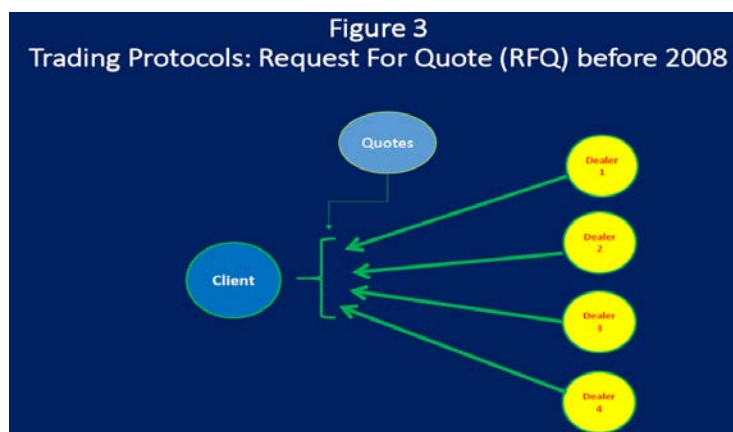 Figure 3
Trading Protocols: Request For Quote (RFQ) before 2008
Quotes
Dealer
1
Dealer
2
Client
Dealer
3
Dealer
4